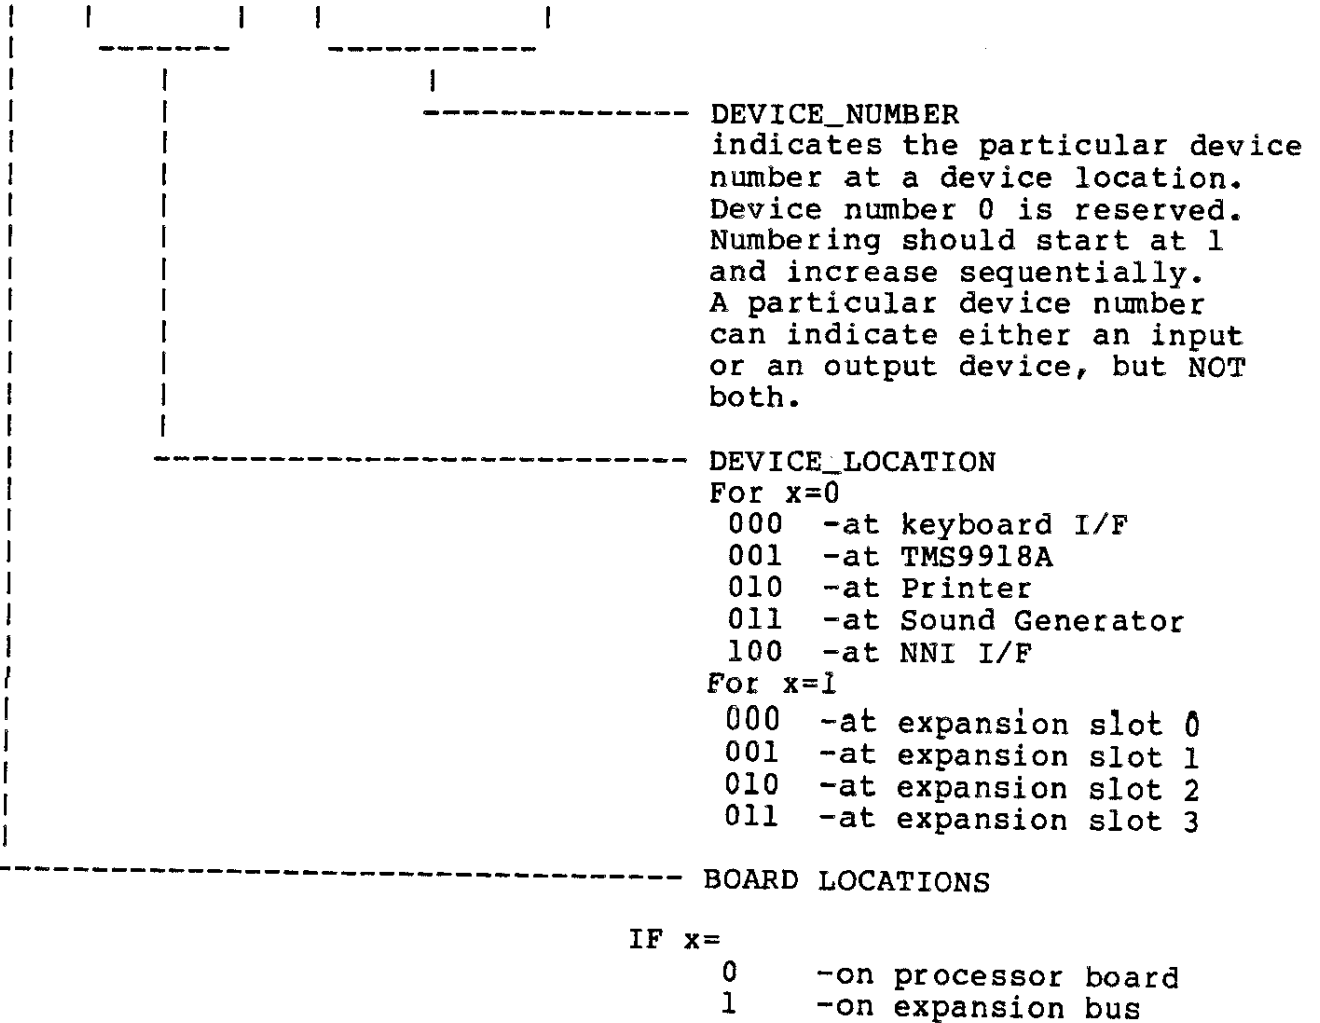 DEVICE_NUMBER
indicates the particular device
number at a device location.
Device number 0 is reserved.
Numbering should start at 1
and increase sequentially.
A particular device number
can indicate either an input
or an output device, but NOT
both.
DEVICE_LOCATION
For x=0
000 -at keyboard I/F
001 -at TMS9918A
010 -at Printer
011 -at Sound Generator
100 -at NNI I/F
For x=1
000 -at expansion slot 0
001 -at expansion slot 1
010 -at expansion slot 2
011 -at expansion slot 3
BOARD LOCATIONS
IF x=
0 -on processor board
1 -on expansion bus